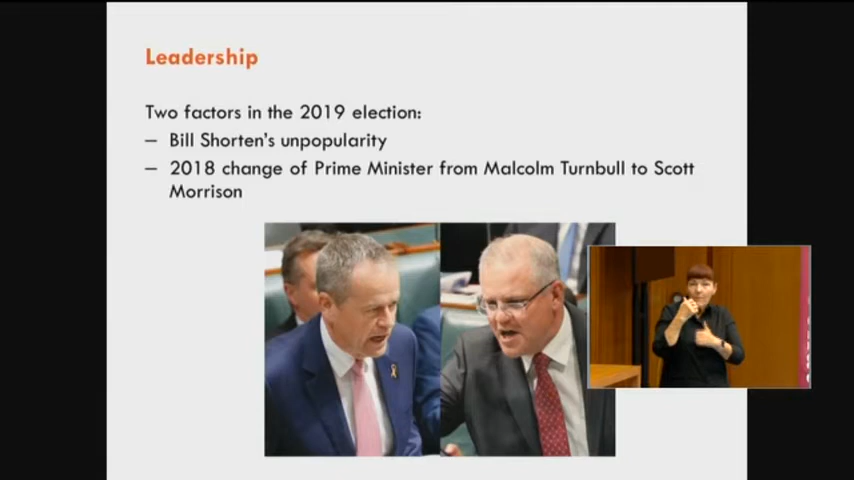 Leadership
Two factors in the 2019 election:
– Bill Shorten's unpopularity
– 2018 change of Prime Minister from Malcolm Turnbull to Scott
Morrison